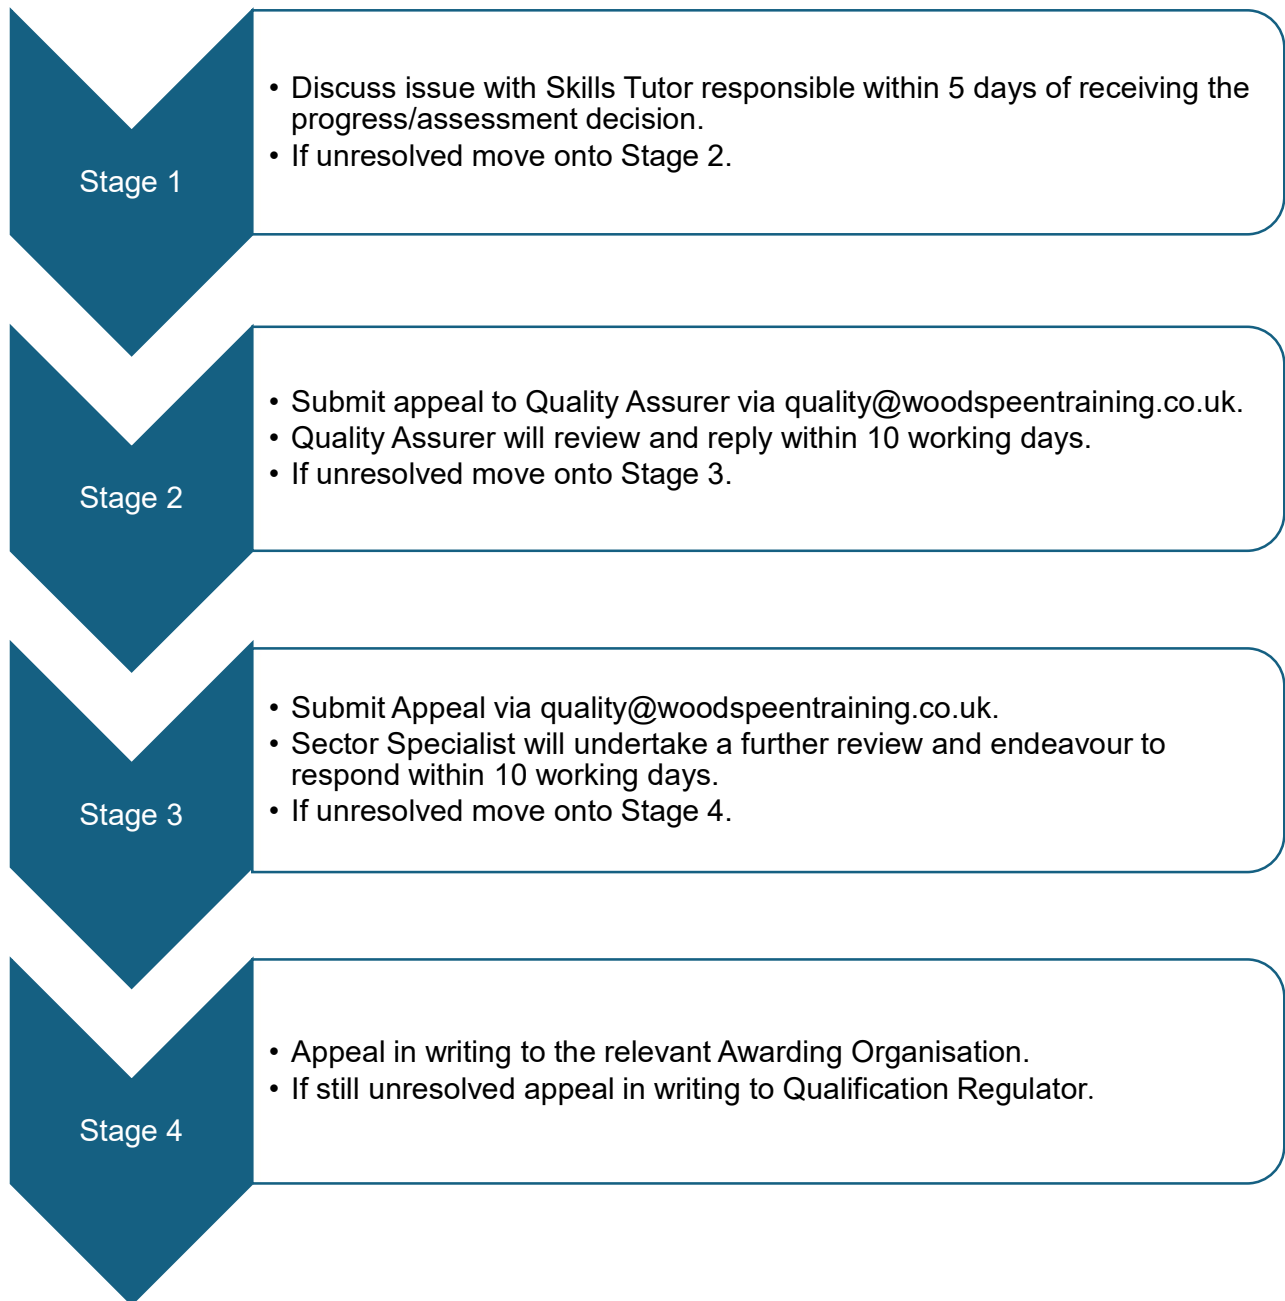 Stage 1
• Discuss issue with Skills Tutor responsible within 5 days of receiving the
progress/assessment decision.
• If unresolved move onto Stage 2.
Stage 2
• Submit appeal to Quality Assurer via quality@woodspeentraining.co.uk.
• Quality Assurer will review and reply within 10 working days.
• If unresolved move onto Stage 3.
Stage 3
• Submit Appeal via quality@woodspeentraining.co.uk.
• Sector Specialist will undertake a further review and endeavour to
respond within 10 working days.
• If unresolved move onto Stage 4.
Stage 4
• Appeal in writing to the relevant Awarding Organisation.
• If still unresolved appeal in writing to Qualification Regulator.